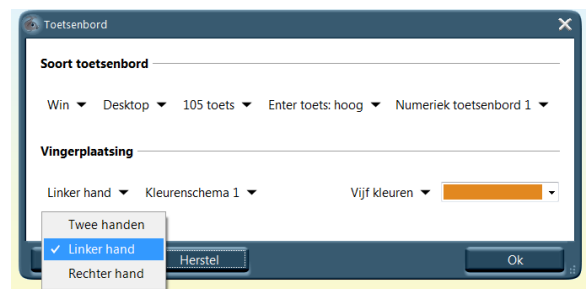 Toetsenbord
Soort toetsenbord
Win Desktop 105 toets Enter toets: hoog Numeriek toetsenbord 1
Vingerplaatsing
Linker hand Kleurenschema 1 Vijf kleuren
Twee handen
Linker hand
Rechter hand
Herstel Ok